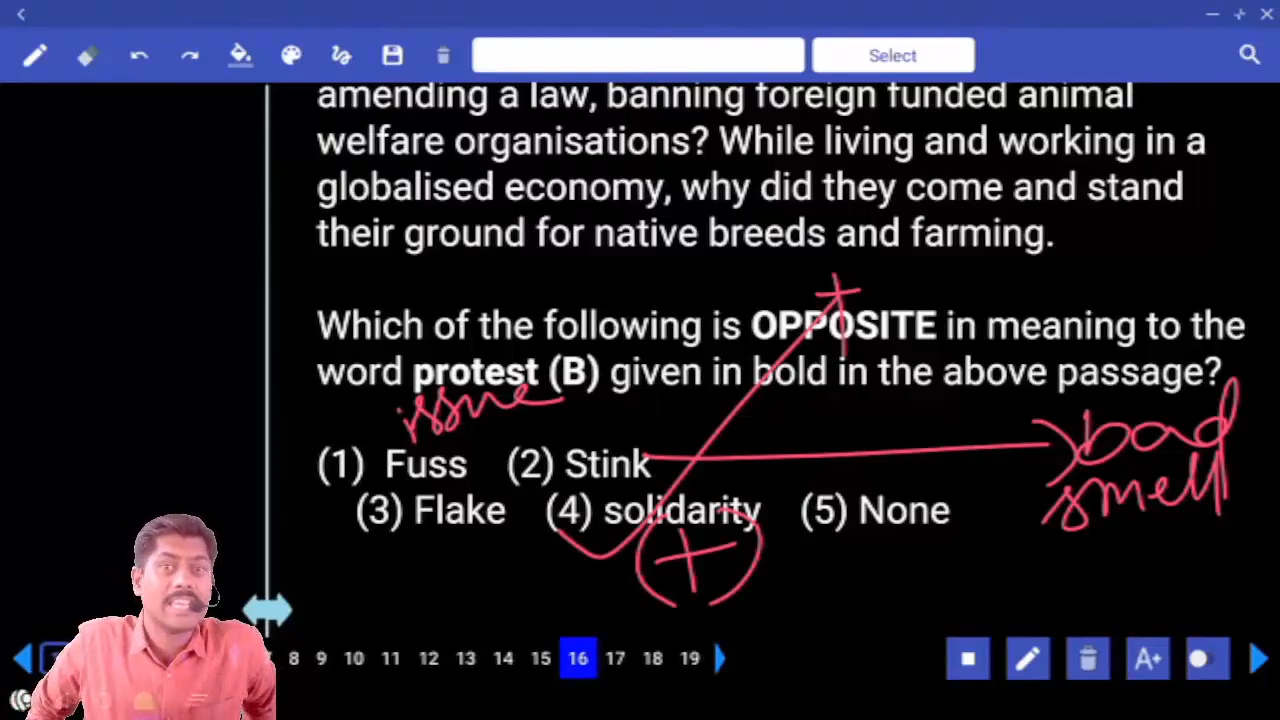 Select
amending a law, banning foreign funded animal
welfare organisations? While living and working in a
globalised economy, why did they come and stand
their ground for native breeds and farming.
Which of the following is OPPOSITE in meaning to the
word protest (B) given in bold in the above passage?
issue
(1) Fuss (2) Stink
bad
smell
(3) Flake (4) solidarity (5) None
8 9 10 11 12 13 14 15 16 17 18 19
A+